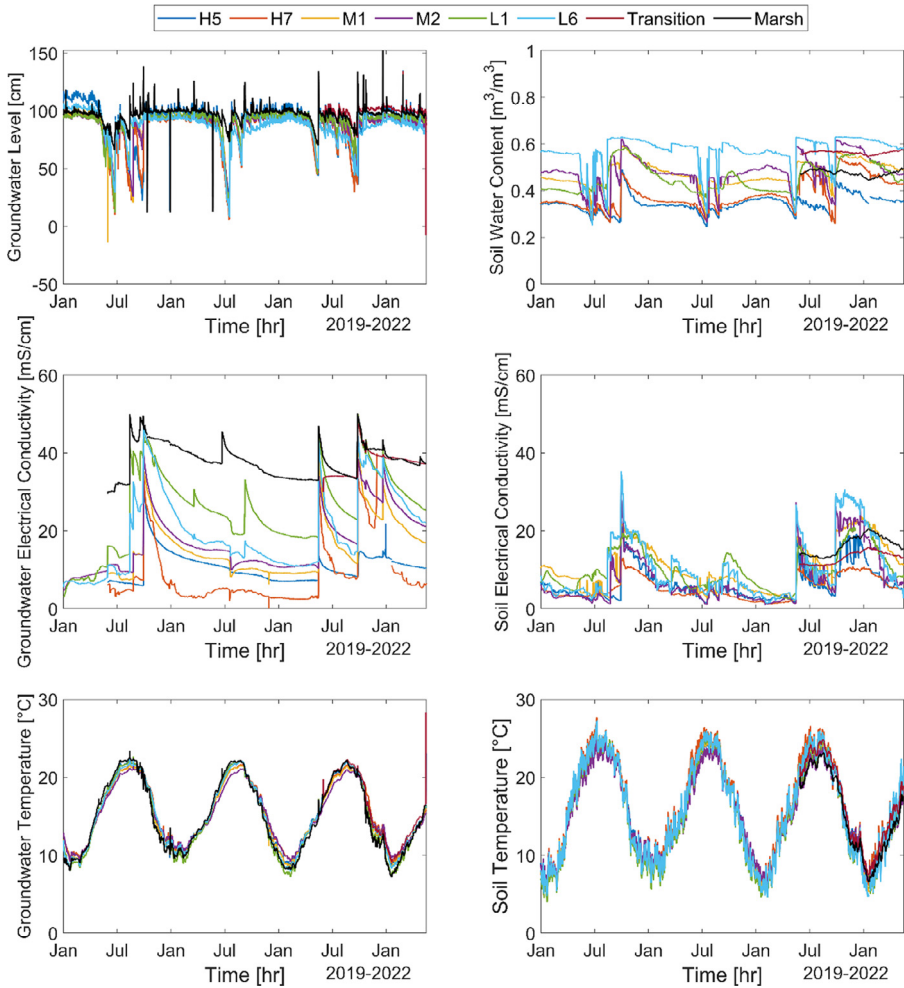 H5 H7 M1 M2 L1 L6 Transition Marsh
Groundwater Level [cm]
150
100
50
0
-50
Jan Jul Jan Jul Jan Jul Jan
Time [hr] 2019-2022
Soil Water Content [m³/m³]
1
0.8
0.6
0.4
0.2
0
Jan Jul Jan Jul Jan Jul Jan
Time [hr] 2019-2022
Groundwater Electrical Conductivity [mS/cm]
60
40
20
0
Jan Jul Jan Jul Jan Jul Jan
Time [hr] 2019-2022
Soil Electrical Conductivity [mS/cm]
60
40
20
0
Jan Jul Jan Jul Jan Jul Jan
Time [hr] 2019-2022
Groundwater Temperature [°C]
30
20
10
0
Jan Jul Jan Jul Jan Jul Jan
Time [hr] 2019-2022
Soil Temperature [°C]
30
20
10
0
Jan Jul Jan Jul Jan Jul Jan
Time [hr] 2019-2022